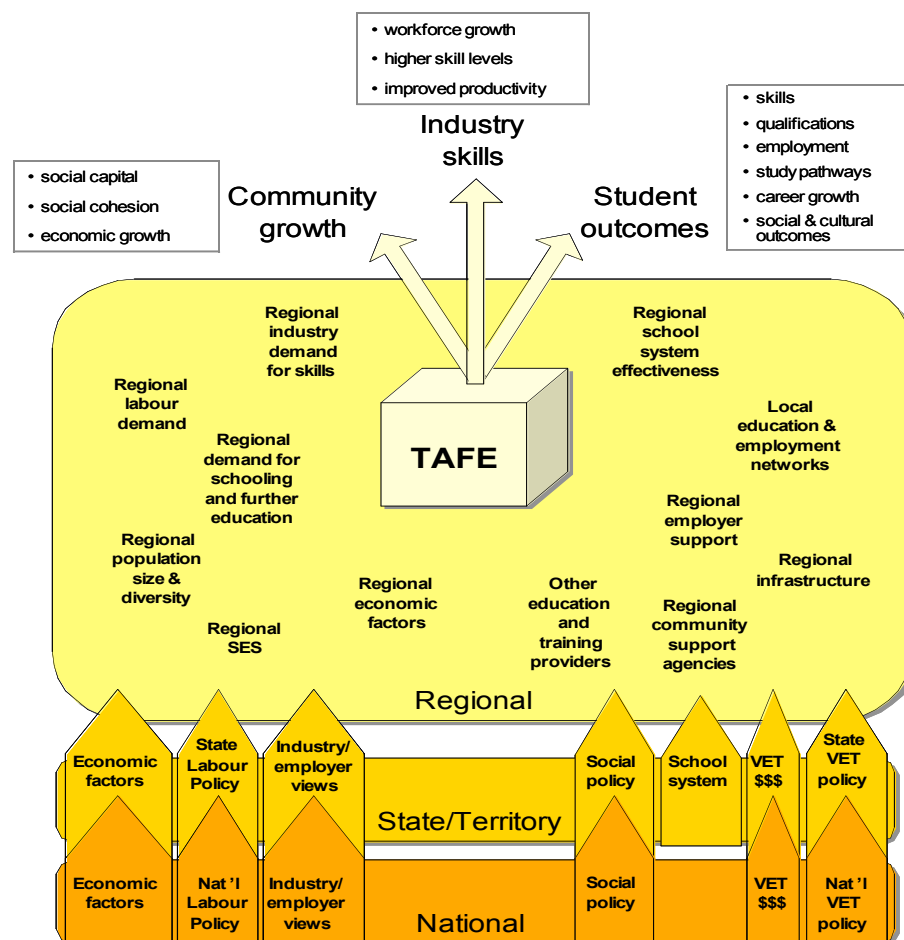 • workforce growth
• higher skill levels
• improved productivity
Industry
skills
• skills
• qualifications
• employment
• study pathways
• career growth
• social & cultural
outcomes
• social capital
• social cohesion
• economic growth
Community
growth
Student
outcomes
Regional
industry
demand
for skills
Regional
school
system
effectiveness
Regional
labour
demand
Local
education &
employment
networks
Regional
demand for
schooling
and further
education
TAFE
Regional
employer
support
Regional
population
size &
diversity
Regional
infrastructure
Regional
economic
factors
Other
education
and
training
providers
Regional
community
support
agencies
Regional
SES
Regional
Economic
factors
State
Labour
Policy
Industry/
employer
views
Social
policy
School
system
VET
$$$
State
VET
policy
State/Territory
Economic
factors
Nat 'l
Labour
Policy
Industry/
employer
views
Social
policy
VET
$$$
Nat 'l
VET
policy
National